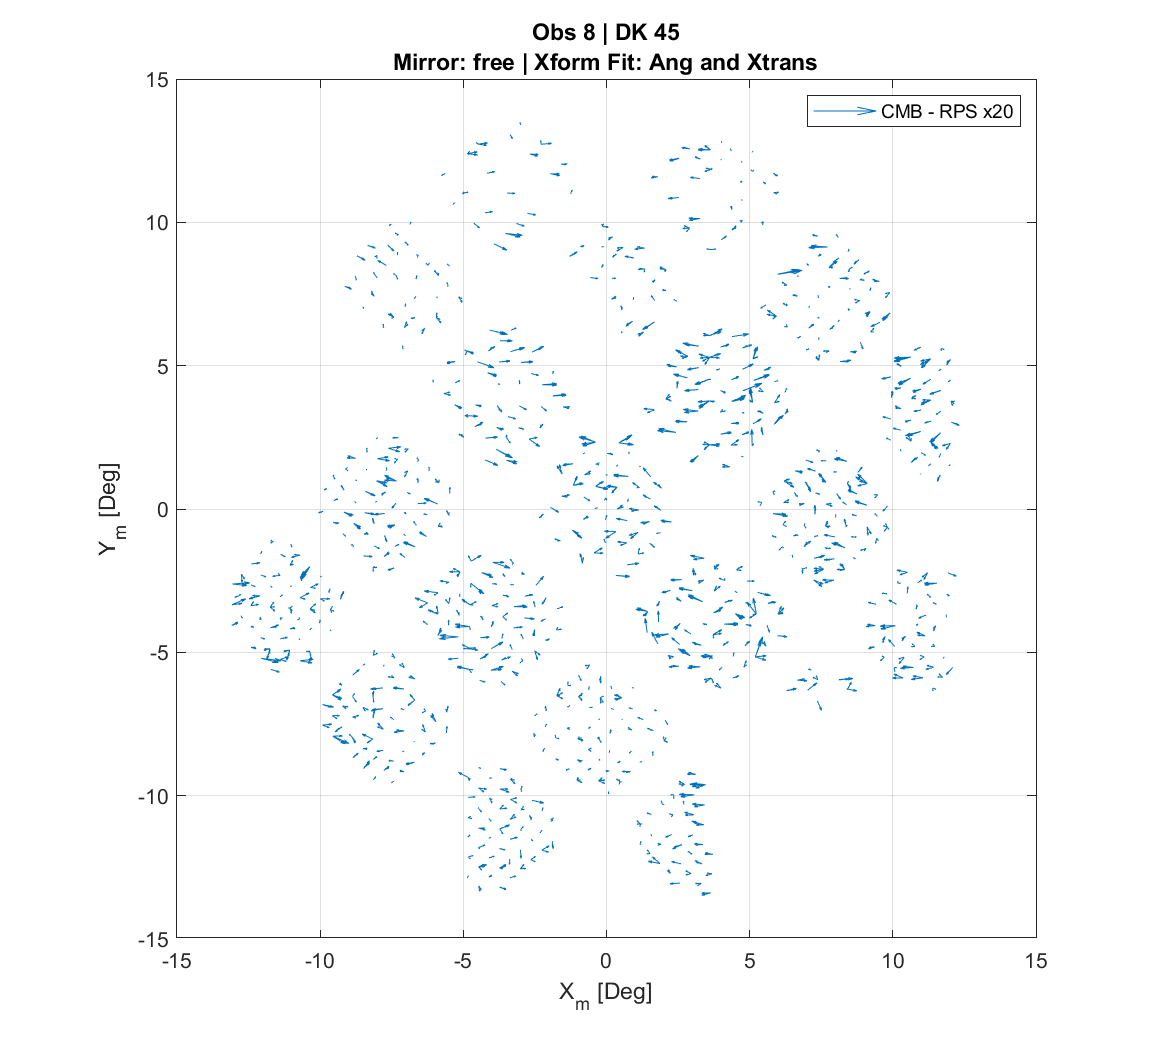 Obs 8 | DK 45
Mirror: free | Xform Fit: Ang and Xtrans
CMB - RPS x20
15
10
5
0
-5
-10
-15
Y_m [Deg]
-15 -10 -5 0 5 10 15
X_m [Deg]